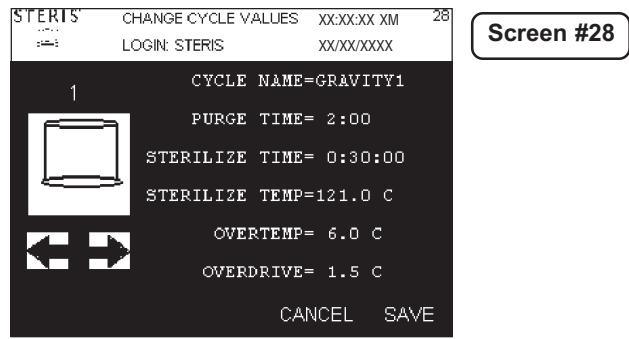 STERIS CHANGE CYCLE VALUES XX:XX:XX XM 28
LOGIN: STERIS XX/XX/XXXX
Screen #28
1
CYCLE NAME=GRAVITY1
PURGE TIME= 2:00
STERILIZE TIME= 0:30:00
STERILIZE TEMP=121.0 C
OVERTEMP= 6.0 C
OVERDRIVE= 1.5 C
CANCEL SAVE